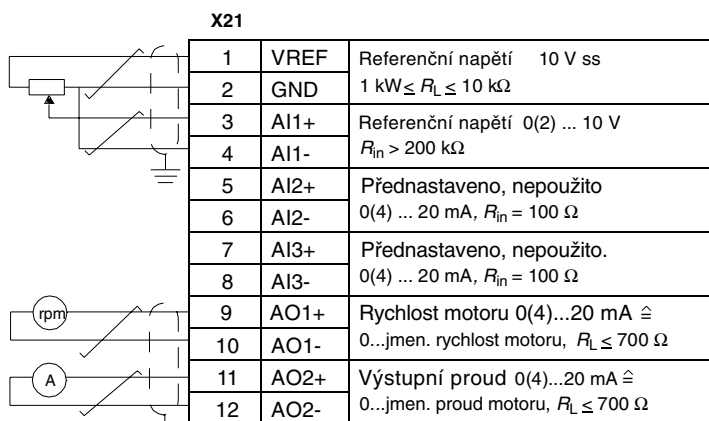 X21
1 VREF Referenční napětí 10 V ss
2 GND 1 kW ≤ RL ≤ 10 kΩ
3 AI1+ Referenční napětí 0(2) ... 10 V
4 AI1- Rin > 200 kΩ
5 AI2+ Přednastaveno, nepoužito
6 AI2- 0(4) ... 20 mA, Rin = 100 Ω
7 AI3+ Přednastaveno, nepoužito.
8 AI3- 0(4) ... 20 mA, Rin = 100 Ω
rpm
9 AO1+ Rychlost motoru 0(4)...20 mA ≙
10 AO1- 0...jmen. rychlost motoru, RL ≤ 700 Ω
A
11 AO2+ Výstupní proud 0(4)...20 mA ≙
12 AO2- 0...jmen. proud motoru, RL ≤ 700 Ω